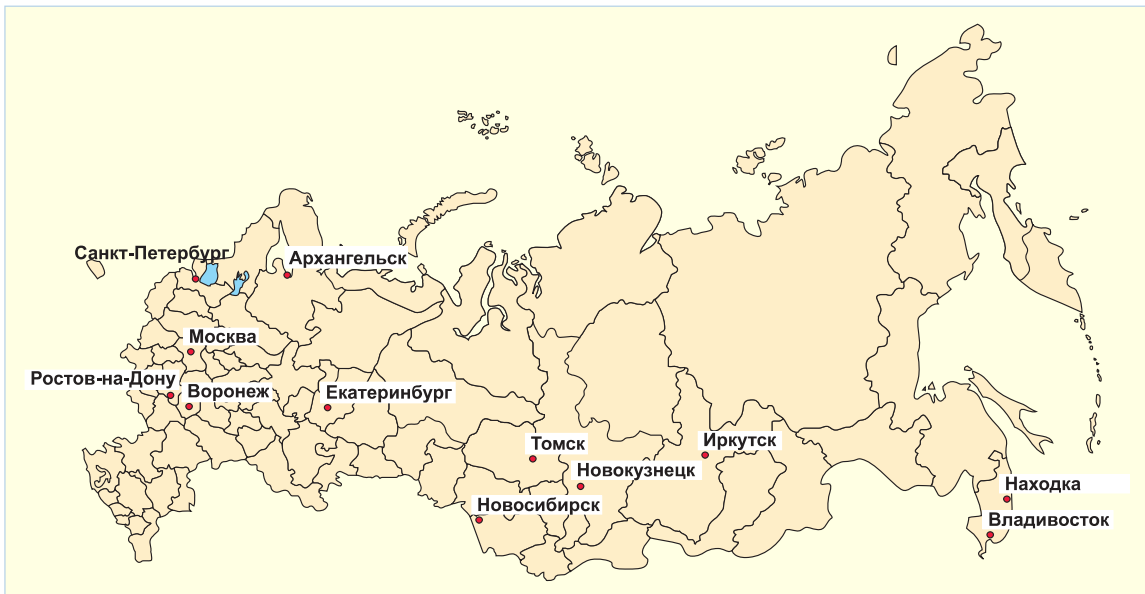 Санкт-Петербург
Архангельск
Москва
Ростов-на-Дону
Воронеж
Екатеринбург
Томск
Иркутск
Новокузнецк
Находка
Новосибирск
Владивосток